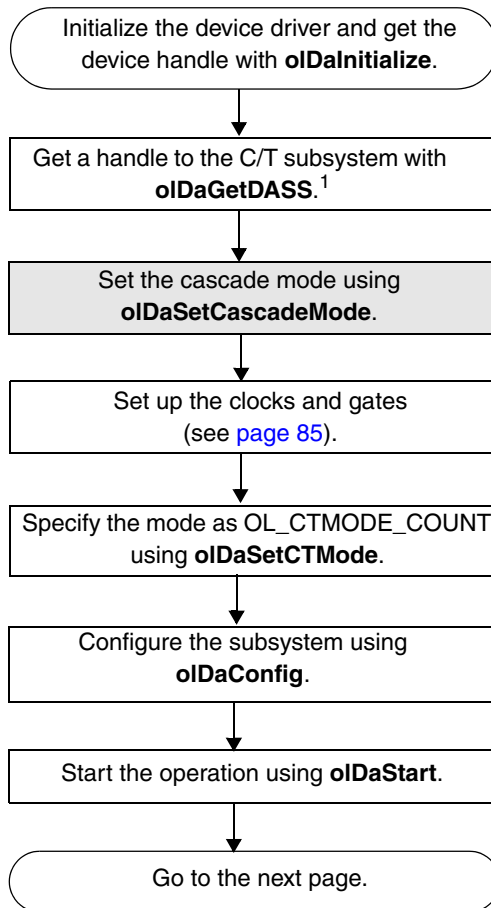 Initialize the device driver and get the
device handle with olDaInitialize.
Get a handle to the C/T subsystem with
olDaGetDASS.1
Set the cascade mode using
olDaSetCascadeMode.
Set up the clocks and gates
(see page 85).
Specify the mode as OL_CTMODE_COUNT
using olDaSetCTMode.
Configure the subsystem using
olDaConfig.
Start the operation using olDaStart.
Go to the next page.